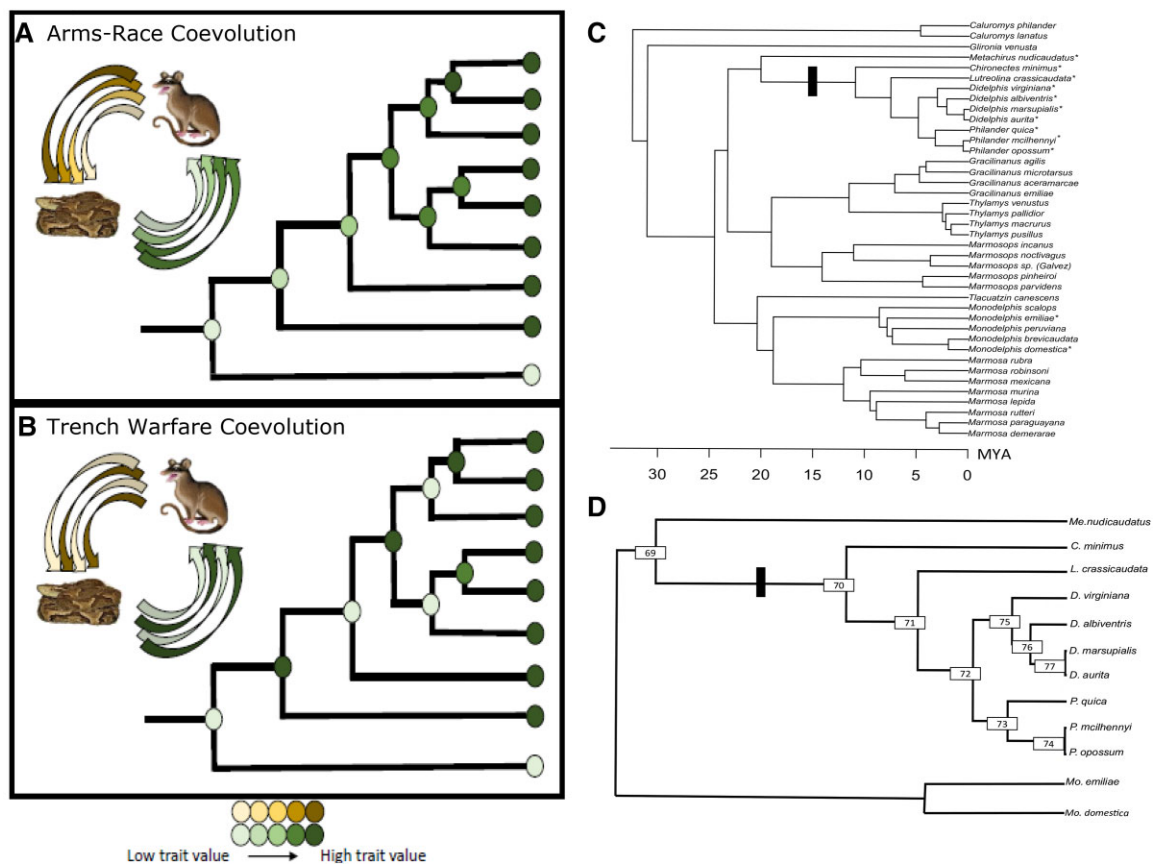 A Arms-Race Coevolution
B Trench Warfare Coevolution
Low trait value
High trait value
C
Caluromys philander
Caluromys lanatus
Glironia venusta
Metachirus nudicaudatus*
Chironectes minimus*
Lutreolina crassicaudata*
Didelphis virginiana*
Didelphis albiventris*
Didelphis marsupialis*
Didelphis aurita*
Philander quica*
Philander mcilhennyi*
Philander opossum*
Gracilinanus agilis
Gracilinanus microtarsus
Gracilinanus aceramarcae
Gracilinanus emiliae
Thylamys venustus
Thylamys pallidior
Thylamys macrurus
Thylamys pusillus
Marmosops incanus
Marmosops noctivagus
Marmosops sp. (Galvez)
Marmosops pinheiroi
Marmosops parvidens
Tlacuatzin canescens
Monodelphis scalops
Monodelphis emiliae*
Monodelphis peruviana
Monodelphis brevicaudata
Monodelphis domestica*
Marmosa rubra
Marmosa robinsoni
Marmosa mexicana
Marmosa murina
Marmosa lepida
Marmosa rutteri
Marmosa paraguayana
Marmosa demerarae
MYA
30 25 20 15 10 5 0
D
Me.nudicaudatus
69
C. minimus
70
L. crassicaudata
71
D. virginiana
75
D. albiventris
76
D. marsupialis
77
D. aurita
72
P. quica
73
P. mcilhennyi
74
P. opossum
Mo. emiliae
Mo. domestica